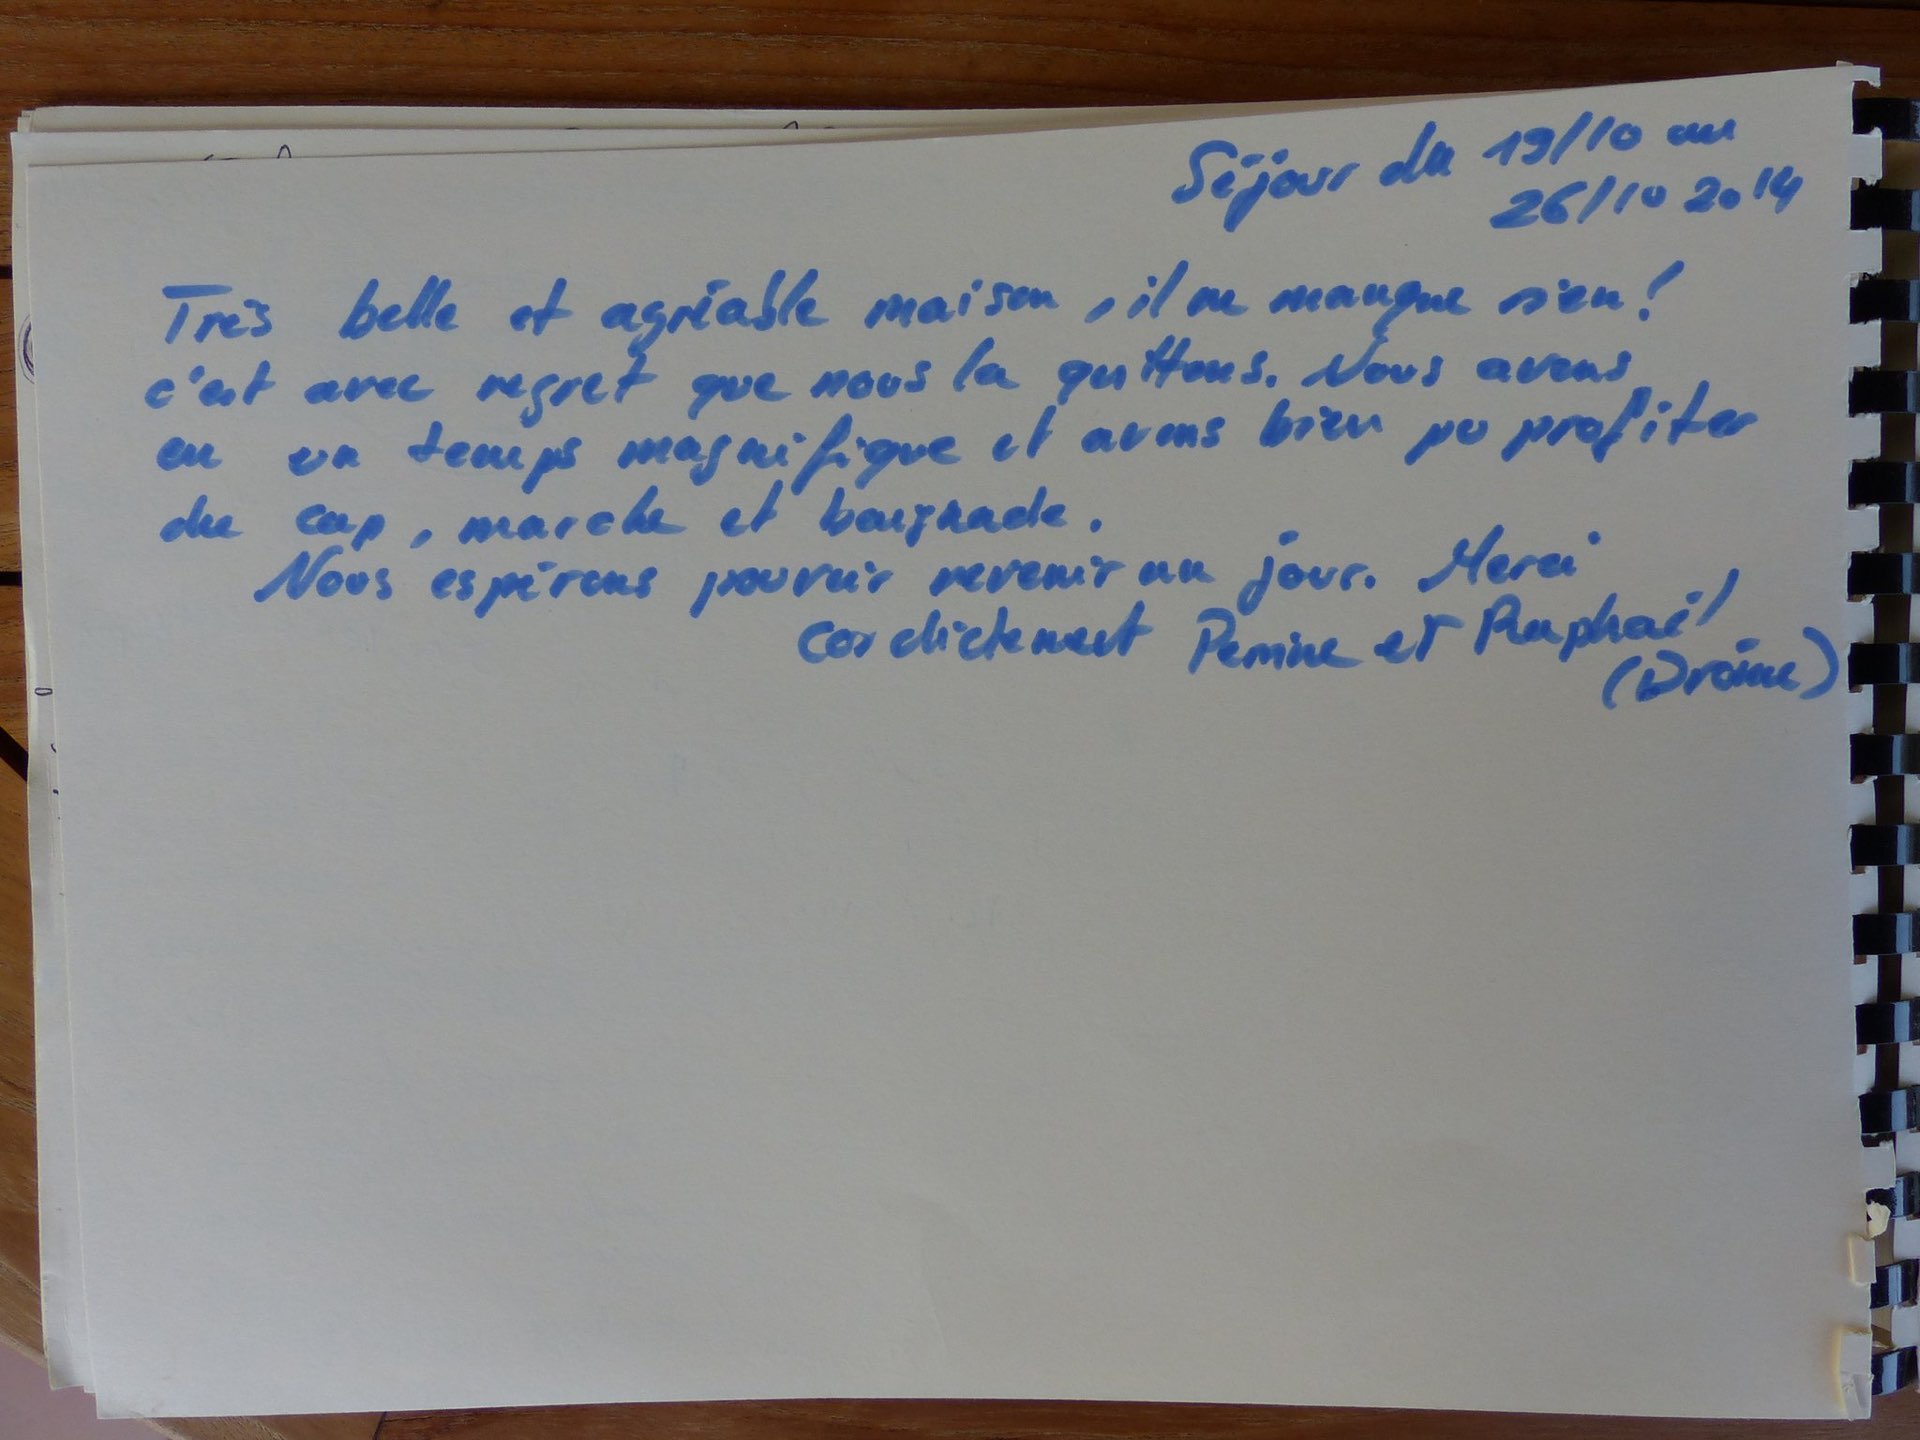 Séjour du 19/10 au
26/10 2014
Très belle et agréable maison, il ne manque rien!
c'est avec regret que nous la quittons. Nous avons
eu un temps magnifique et avons bien pu profiter
du cap, marche et baignade.
Nous espérons pouvoir revenir un jour. Merci
Cordialement Perrine et Raphaël
(Drôme)